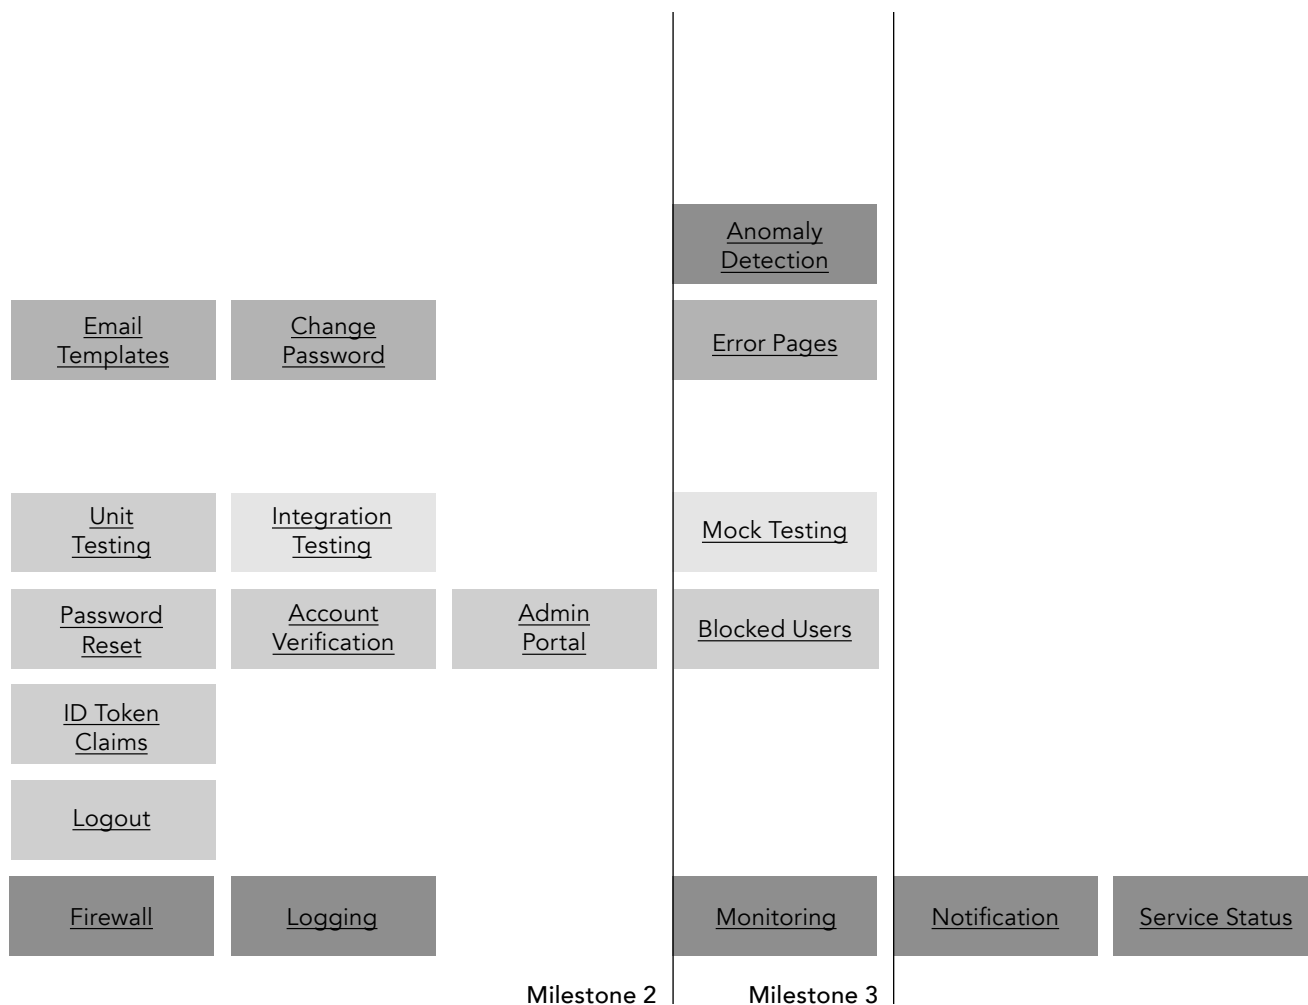 Anomaly
Detection
Email
Templates
Change
Password
Error Pages
Unit
Testing
Integration
Testing
Mock Testing
Password
Reset
Account
Verification
Admin
Portal
Blocked Users
ID Token
Claims
Logout
Firewall
Logging
Monitoring
Notification
Service Status
Milestone 2
Milestone 3